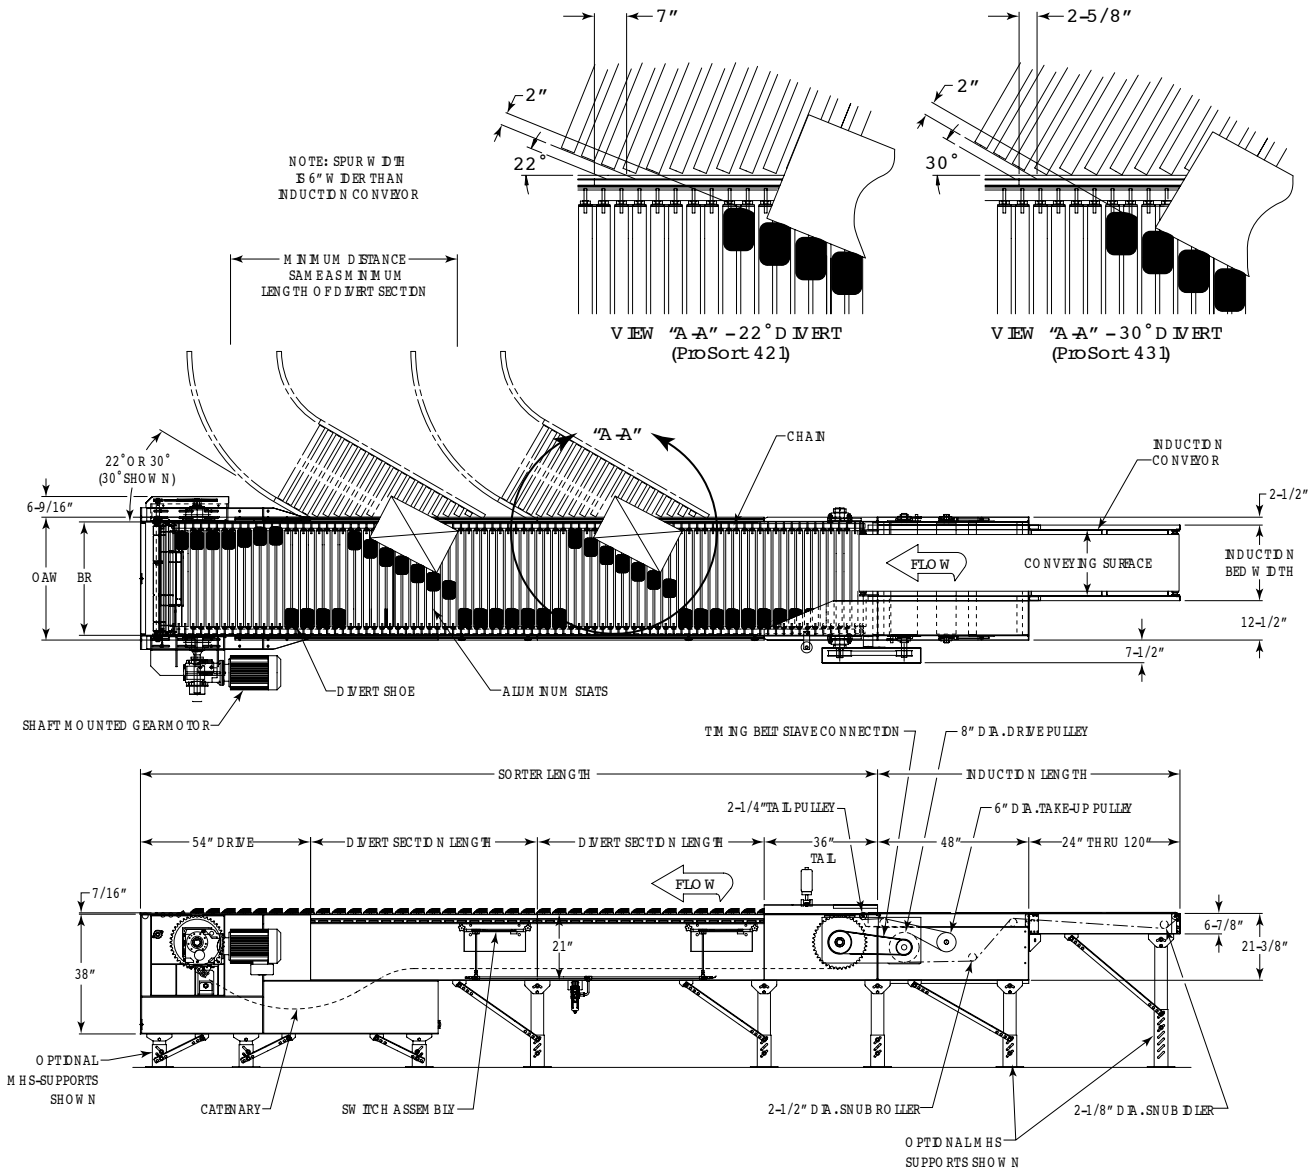 7"
2-5/8"
2"
2"
22°
30°
NOTE: SPUR WIDTH
IS 6" WIDER THAN
INDUCTION CONVEYOR
MINIMUM DISTANCE
SAME AS MINIMUM
LENGTH OF DIVERT SECTION
VIEW "A-A" - 22° DIVERT
(ProSort 421)
VIEW "A-A" - 30° DIVERT
(ProSort 431)
"A-A"
CHAIN
INDUCTION
CONVEYOR
22° OR 30°
(30° SHOWN)
6-9/16"
2-1/2"
OAW
BR
FLOW
CONVEYING SURFACE
INDUCTION
BED WIDTH
12-1/2"
7-1/2"
DIVERT SHOE
ALUMINUM SLATS
SHAFT MOUNTED GEARMOTOR
TIMING BELT SLAVE CONNECTION
8" DIA. DRIVE PULLEY
SORTER LENGTH
INDUCTION LENGTH
2-1/4" TAIL PULLEY
6" DIA. TAKE-UP PULLEY
54" DRIVE
DIVERT SECTION LENGTH
DIVERT SECTION LENGTH
36"
TAIL
48"
24" THRU 120"
FLOW
7/16"
38"
21"
6-7/8"
21-3/8"
OPTIONAL
MHS-SUPPORTS
SHOWN
CATENARY
SWITCH ASSEMBLY
2-1/2" DIA. SNUB ROLLER
2-1/8" DIA. SNUB IDLER
OPTIONAL MHS
SUPPORTS SHOWN